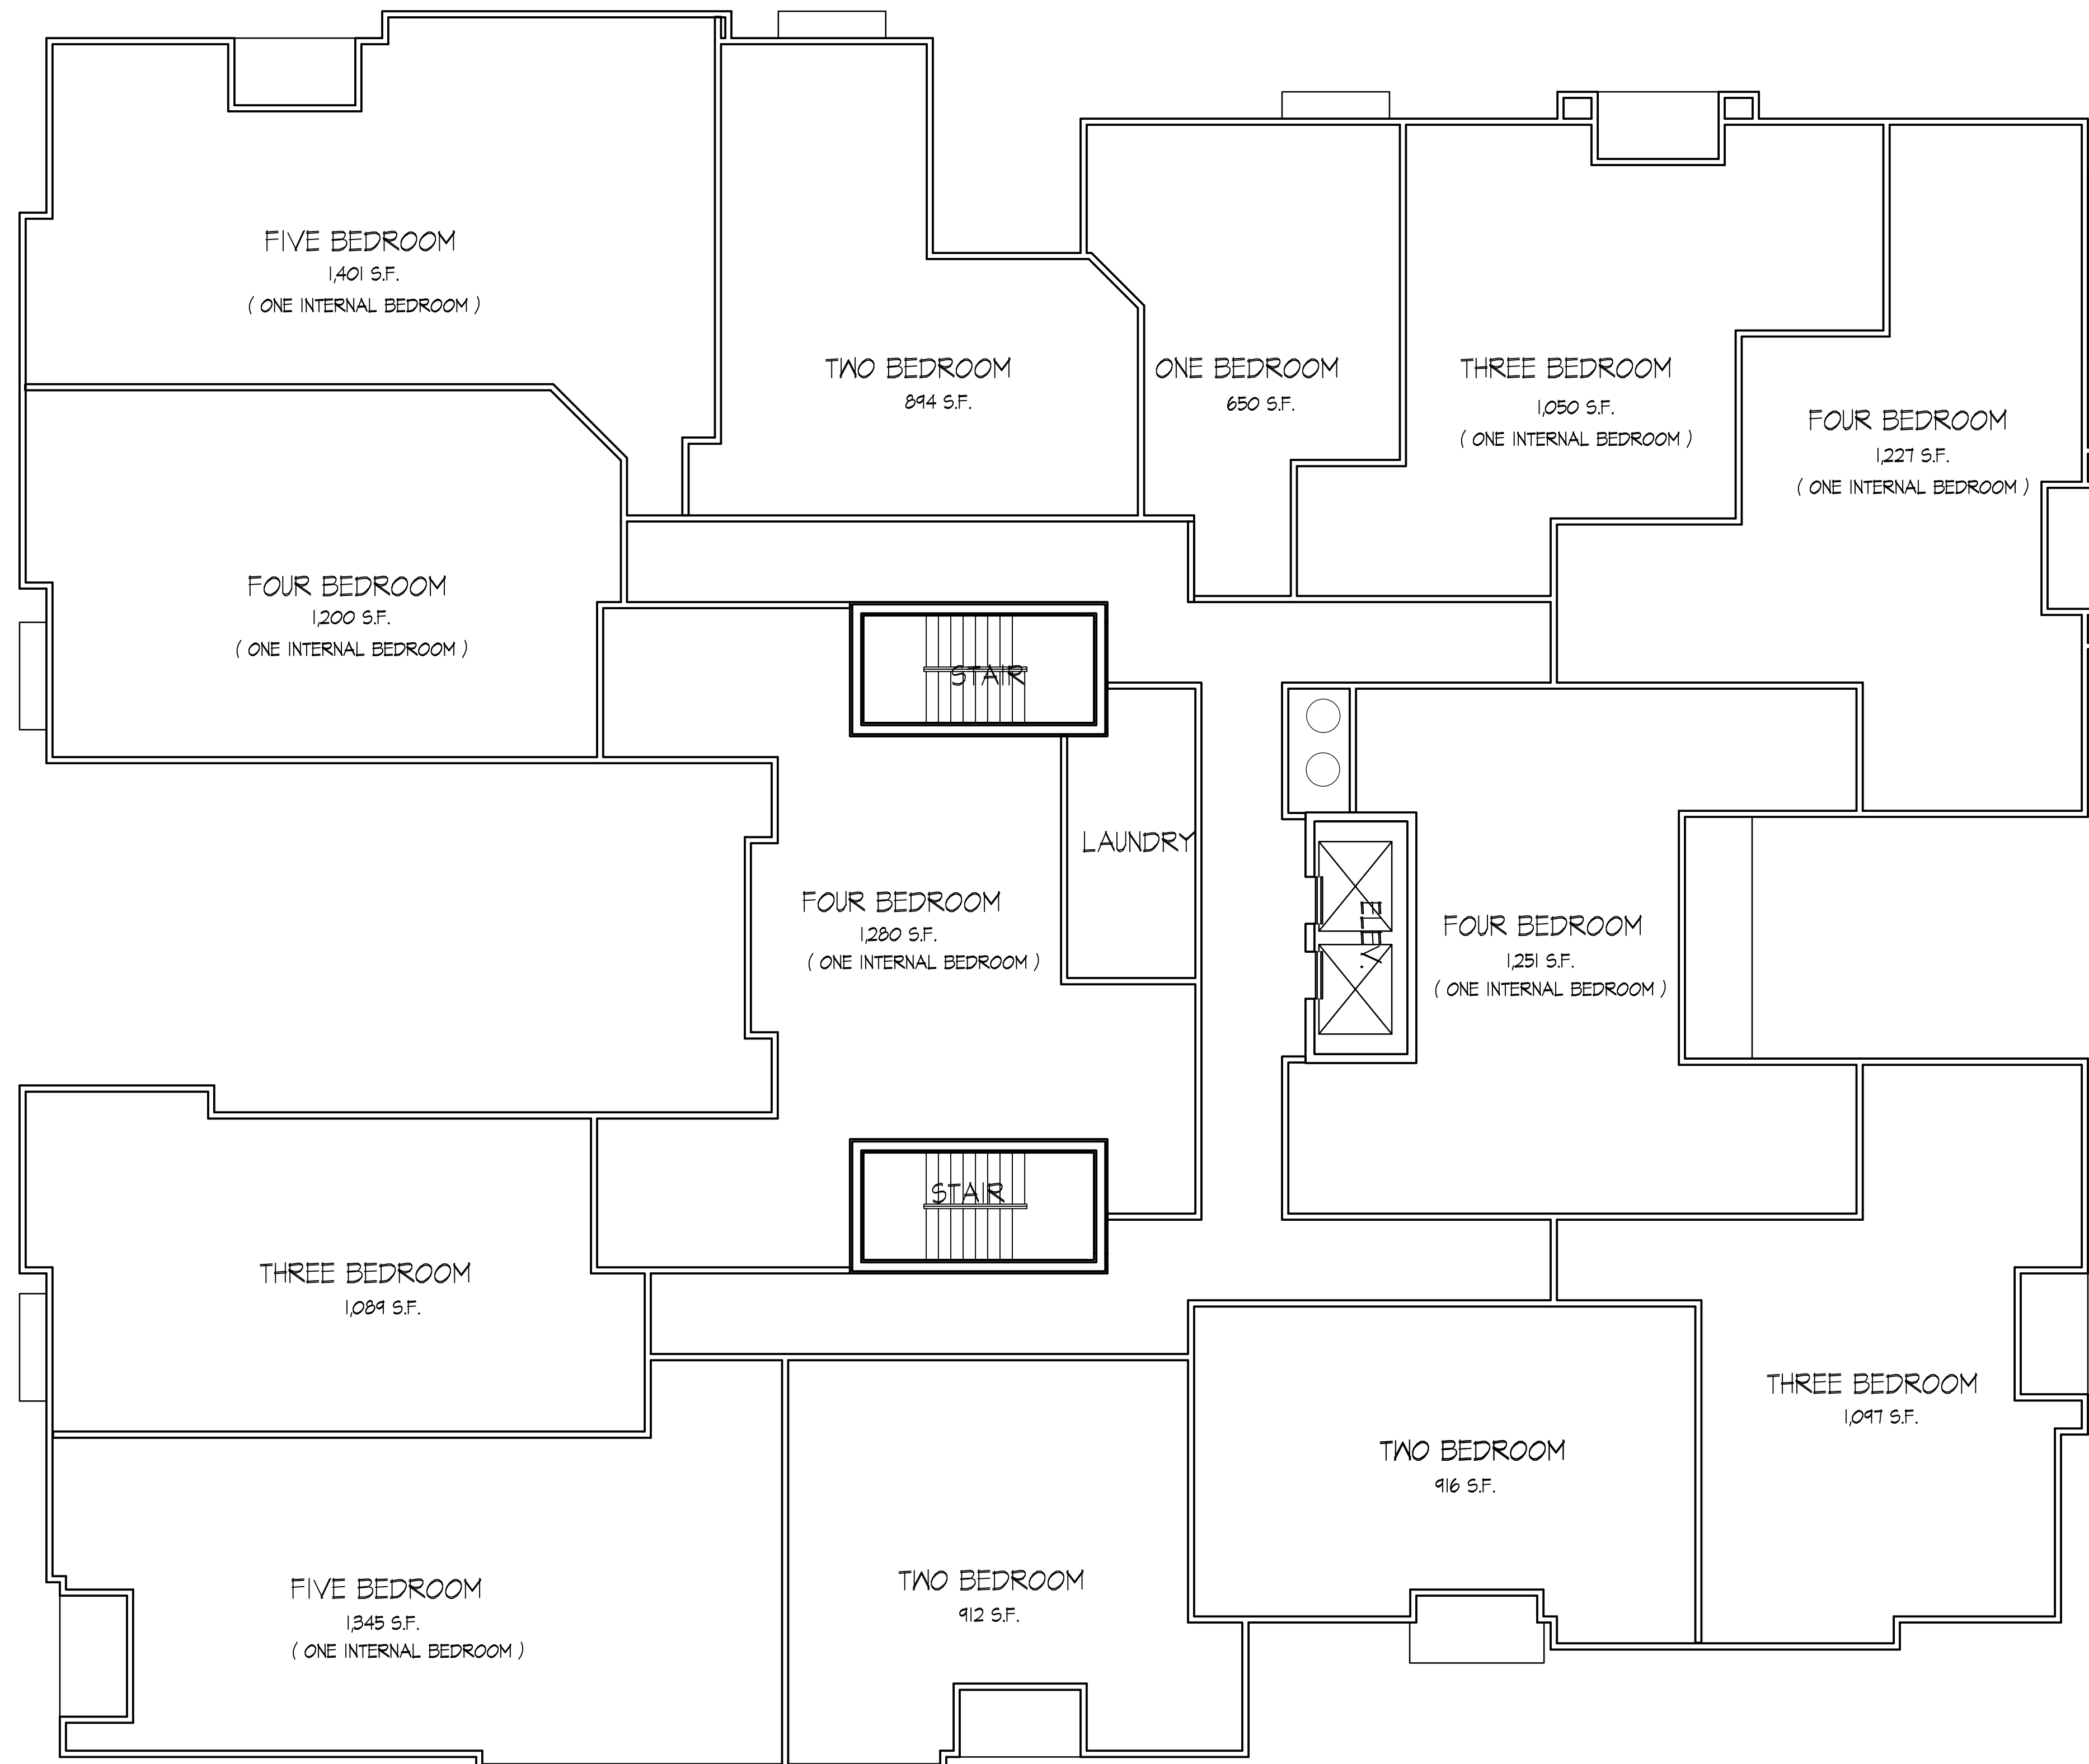 FIVE BEDROOM
1,401 S.F.
( ONE INTERNAL BEDROOM )
TWO BEDROOM
894 S.F.
ONE BEDROOM
650 S.F.
THREE BEDROOM
1,050 S.F.
( ONE INTERNAL BEDROOM )
FOUR BEDROOM
1,227 S.F.
( ONE INTERNAL BEDROOM )
FOUR BEDROOM
1,200 S.F.
( ONE INTERNAL BEDROOM )
STAIR
LAUNDRY
FOUR BEDROOM
1,280 S.F.
( ONE INTERNAL BEDROOM )
ELEV.
FOUR BEDROOM
1,251 S.F.
( ONE INTERNAL BEDROOM )
STAIR
THREE BEDROOM
1,089 S.F.
THREE BEDROOM
1,097 S.F.
TWO BEDROOM
916 S.F.
FIVE BEDROOM
1,345 S.F.
( ONE INTERNAL BEDROOM )
TWO BEDROOM
912 S.F.